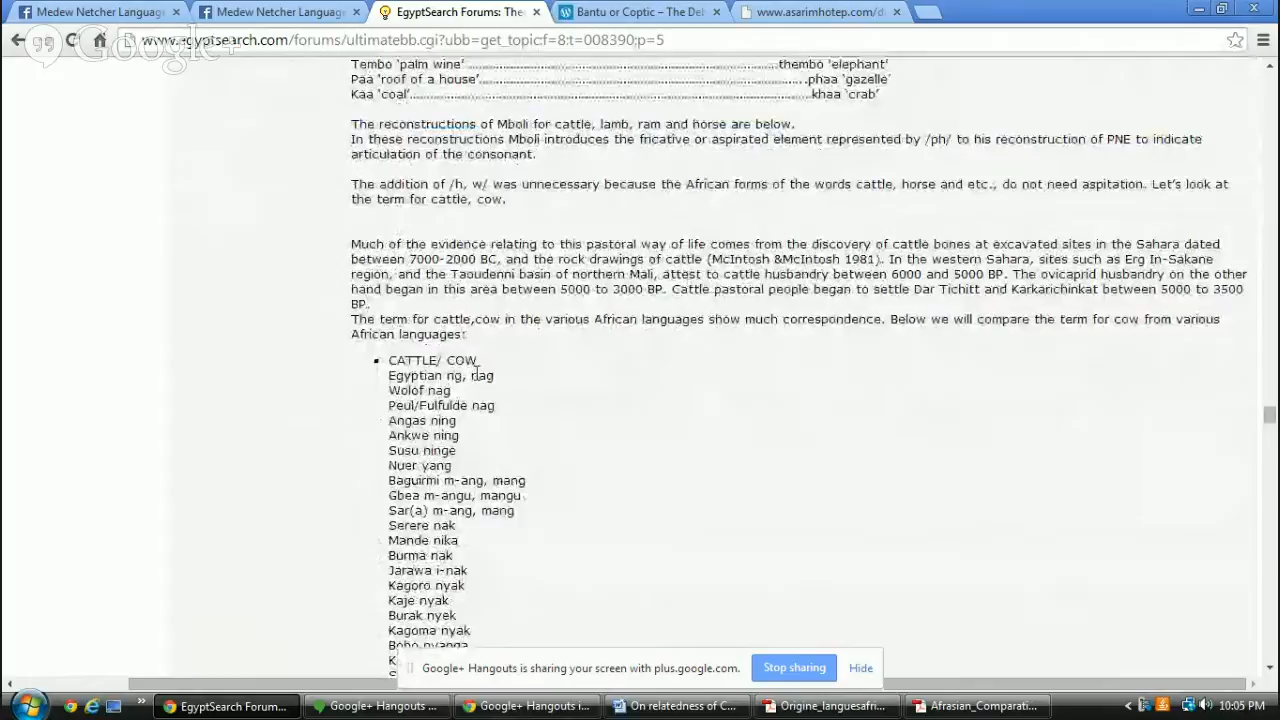 Medew Netcher Language
Medew Netcher Language
EgyptSearch Forums: The
Bantu or Coptic – The De
www.asarimhotep.com/d
Google+
www.egyptsearch.com/forums/ultimatebb.cgi?ubb=get_topic;f=8;t=008390;p=5
Tembo 'palm wine'.............................................................thembo 'elephant'
Paa 'roof of a house'..................................................................phaa 'gazelle'
Kaa 'coal'................................................................................khaa 'crab'
The reconstructions of Mboli for cattle, lamb, ram and horse are below.
In these reconstructions Mboli introduces the fricative or aspirated element represented by /ph/ to his reconstruction of PNE to indicate
articulation of the consonant.
The addition of /h, w/ was unnecessary because the African forms of the words cattle, horse and etc., do not need aspitation. Let's look at
the term for cattle, cow.
Much of the evidence relating to this pastoral way of life comes from the discovery of cattle bones at excavated sites in the Sahara dated
between 7000-2000 BC, and the rock drawings of cattle (McIntosh &McIntosh 1981). In the western Sahara, sites such as Erg In-Sakane
region, and the Taoudenni basin of northern Mali, attest to cattle husbandry between 6000 and 5000 BP. The ovicaprid husbandry on the other
hand began in this area between 5000 to 3000 BP. Cattle pastoral people began to settle Dar Tichitt and Karkarichinkat between 5000 to 3500
BP.
The term for cattle,cow in the various African languages show much correspondence. Below we will compare the term for cow from various
African languages:
CATTLE/ COW
Egyptian ng, nag
Wolof nag
Peul/Fulfulde nag
Angas ning
Ankwe ning
Susu ninge
Nuer yang
Baguirmi m-ang, mang
Gbea m-angu, mangu
Sar(a) m-ang, mang
Serere nak
Mande nika
Burma nak
Jarawa i-nak
Kagoro nyak
Kaje nyak
Burak nyek
Kagoma nyak
Bobo nyanga
Google+ Hangouts is sharing your screen with plus.google.com.
Stop sharing
Hide
EgyptSearch Forum...
Google+ Hangouts ...
Google+ Hangouts i...
On relatedness of C...
Origine_languesafri...
Afrasian_Comparati...
10:05 PM